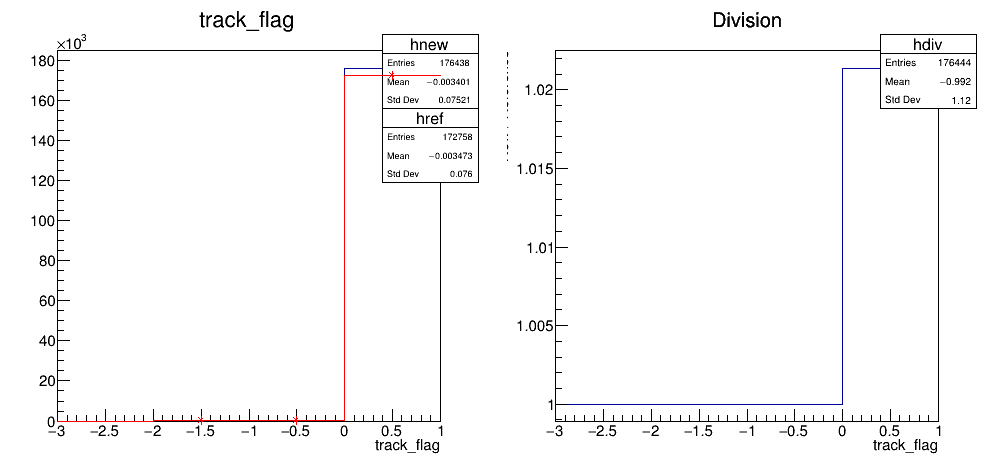 track_flag
×10³
180
160
140
120
100
80
60
40
20
0
−3 −2.5 −2 −1.5 −1 −0.5 0 0.5 1
track_flag
hnew
Entries 176438
Mean −0.003401
Std Dev 0.07521
href
Entries 172758
Mean −0.003473
Std Dev 0.076
Division
1.02
1.015
1.01
1.005
1
−3 −2.5 −2 −1.5 −1 −0.5 0 0.5 1
track_flag
hdiv
Entries 176444
Mean −0.992
Std Dev 1.12